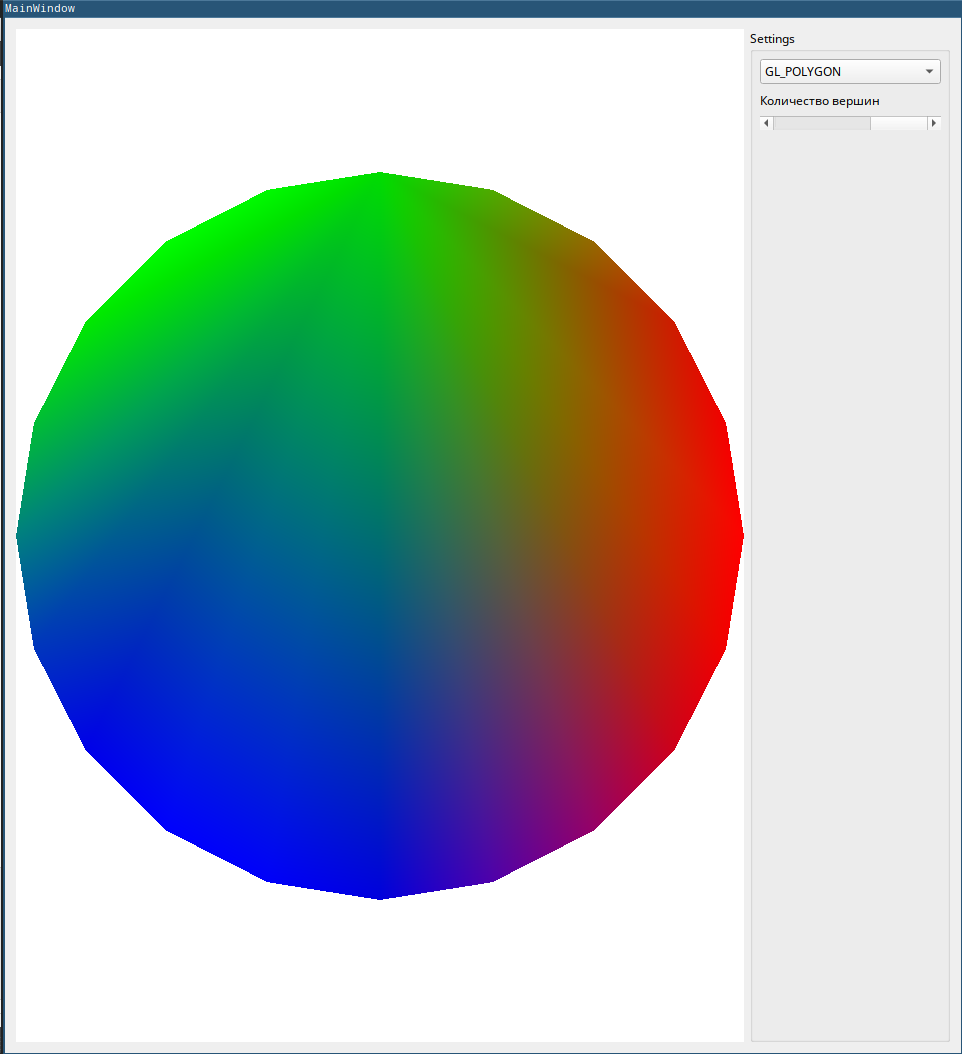 MainWindow
Settings
GL_POLYGON
Количество вершин